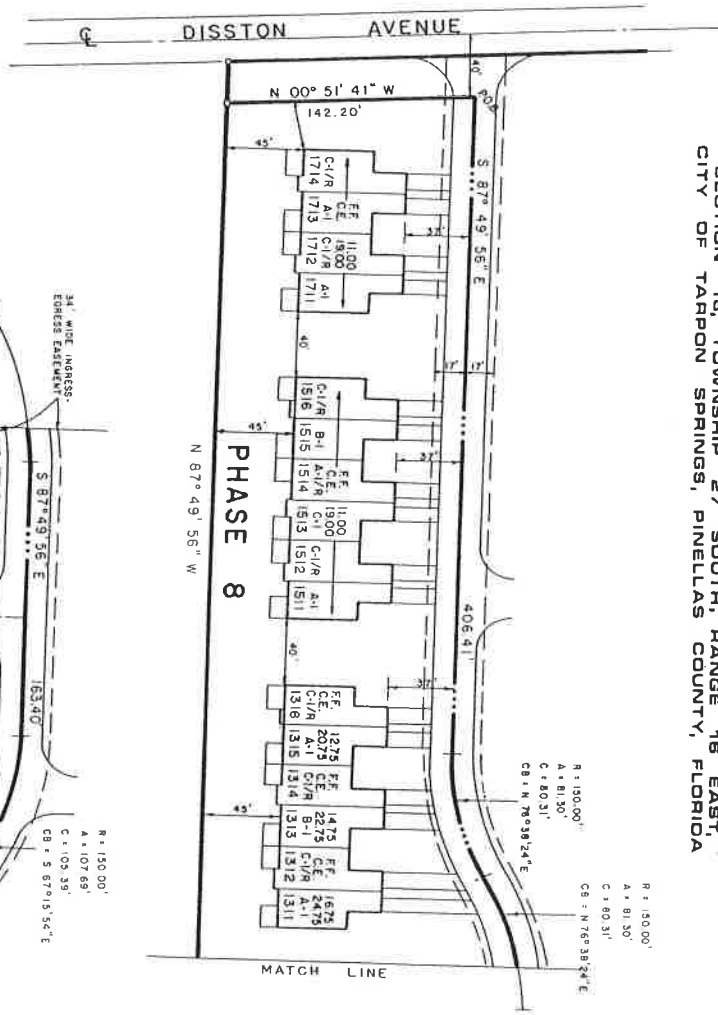 TOWNSHIP 27 SOUTH, RANGE 16 EAST,
CITY OF TARPON SPRINGS, PINELLAS COUNTY, FLORIDA
℄ DISSTON AVENUE
40'
P.O.B.
N 00° 51' 41" W
142.20'
S 87° 49' 56" E
45'
37'
C-1/R
1714
A-1
1713
C-1/R
1712
A-1
1711
F.F. 11.00
C.E. 19.00
17' 17'
40'
45'
37'
C-1/R
1516
B-1
1515
A-1/R
1514
C-1
1513
C-1/R
1512
A-1
1511
F.F. 11.00
C.E. 19.00
406.41'
PHASE 8
N 87° 49' 56" W
40'
37'
45'
F.F. 12.75
C.E. 20.75
C-1/R
1316
A-1
1315
F.F. 14.75
C.E. 22.75
C-1/R
1314
B-1
1313
F.F. 16.75
C.E. 24.75
C-1/R
1312
A-1
1311
R = 150.00'
A = 81.30'
C = 80.31'
CB = N 76°38'24"E
R = 150.00'
A = 81.30'
C = 80.31'
CB = N 76°38'24"E
MATCH LINE
34' WIDE INGRESS-
EGRESS EASEMENT
S 87° 49' 56" E
163.40'
R = 150.00'
A = 107.69'
C = 105.39'
CB = S 67°15'54"E